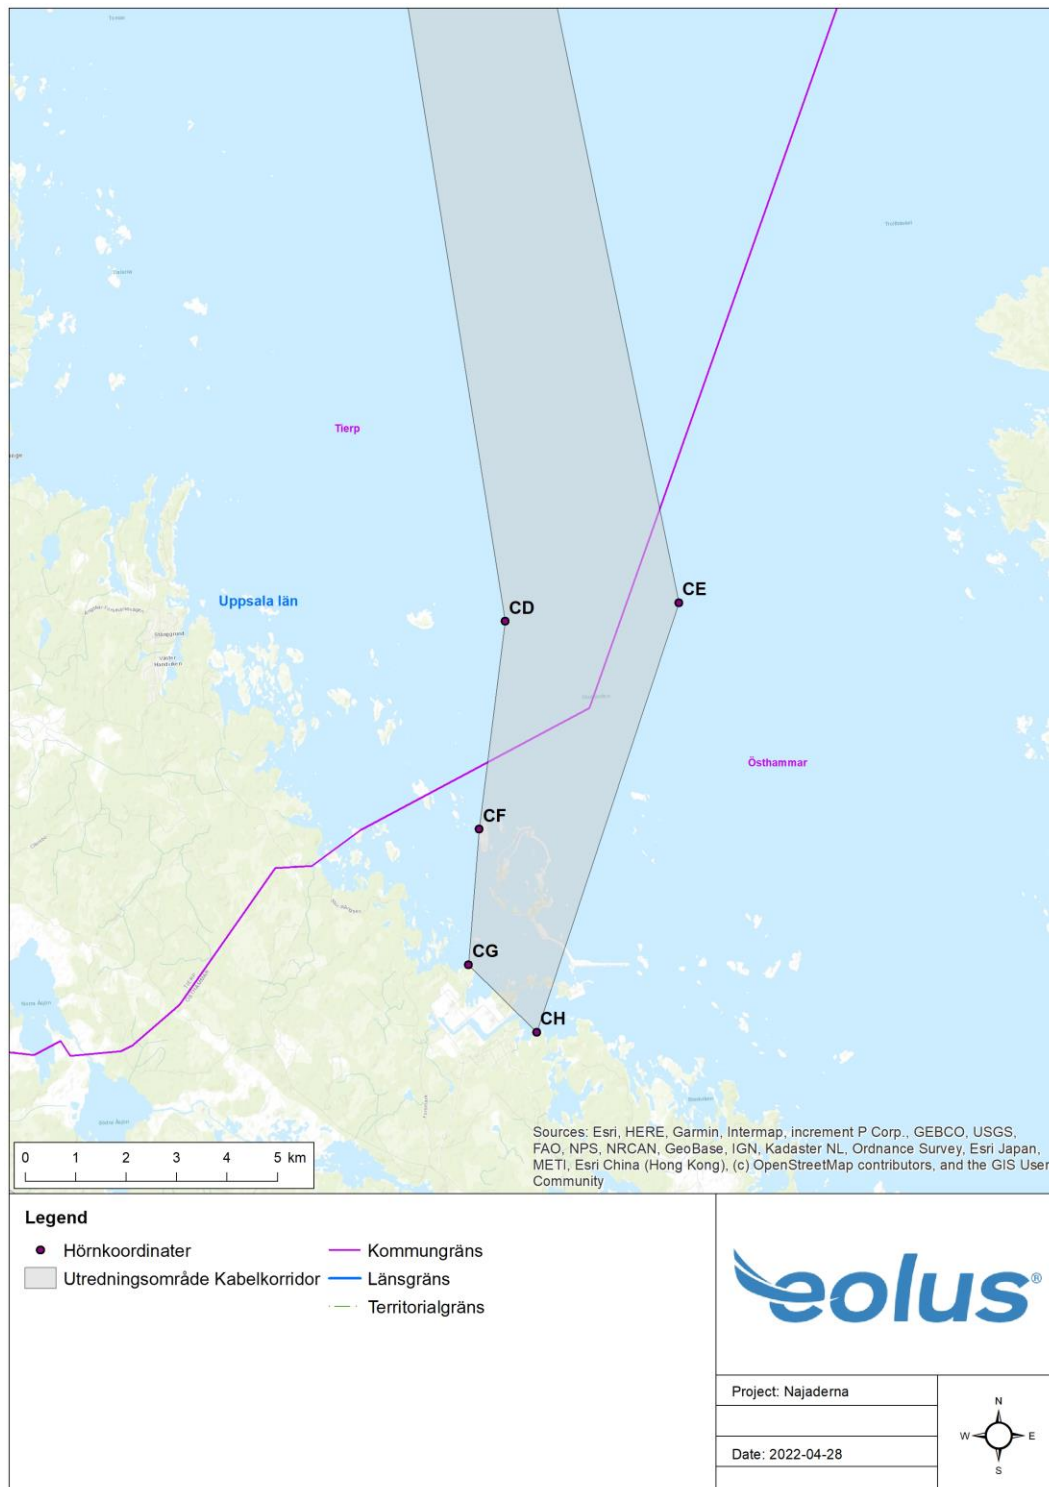 Tierp
Uppsala län
CD
CE
Östhammar
CF
CG
CH
Sources: Esri, HERE, Garmin, Intermap, increment P Corp., GEBCO, USGS,
FAO, NPS, NRCAN, GeoBase, IGN, Kadaster NL, Ordnance Survey, Esri Japan,
METI, Esri China (Hong Kong), (c) OpenStreetMap contributors, and the GIS User
Community
0 1 2 3 4 5 km
Legend
Hörnkoordinater
Kommungräns
Utredningsområde Kabelkorridor
Länsgräns
Territorialgräns
eolus®
Project: Najaderna
Date: 2022-04-28
N
W E
S